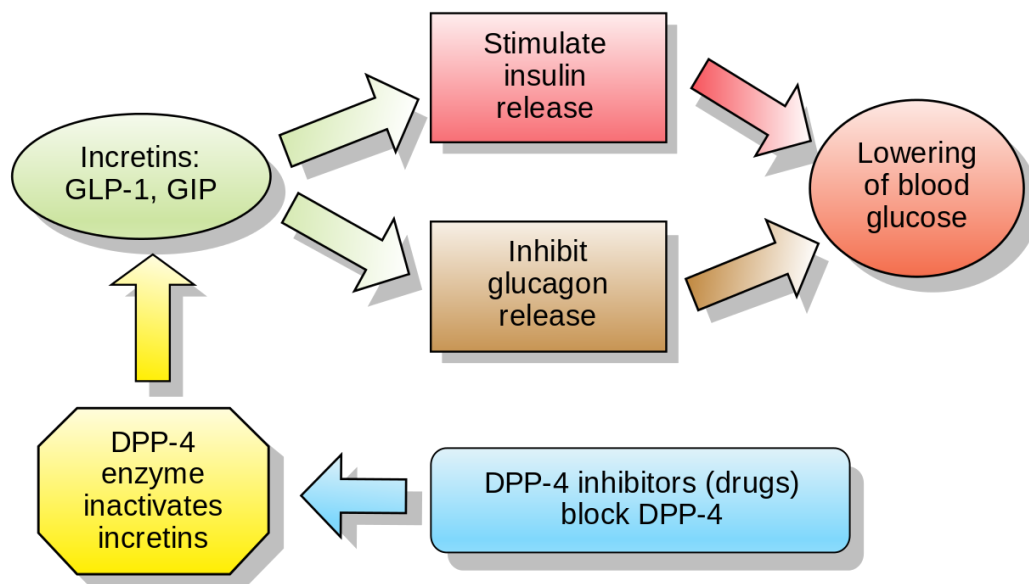 Stimulate
insulin
release
Incretins:
GLP-1, GIP
Lowering
of blood
glucose
Inhibit
glucagon
release
DPP-4
enzyme
inactivates
incretins
DPP-4 inhibitors (drugs)
block DPP-4